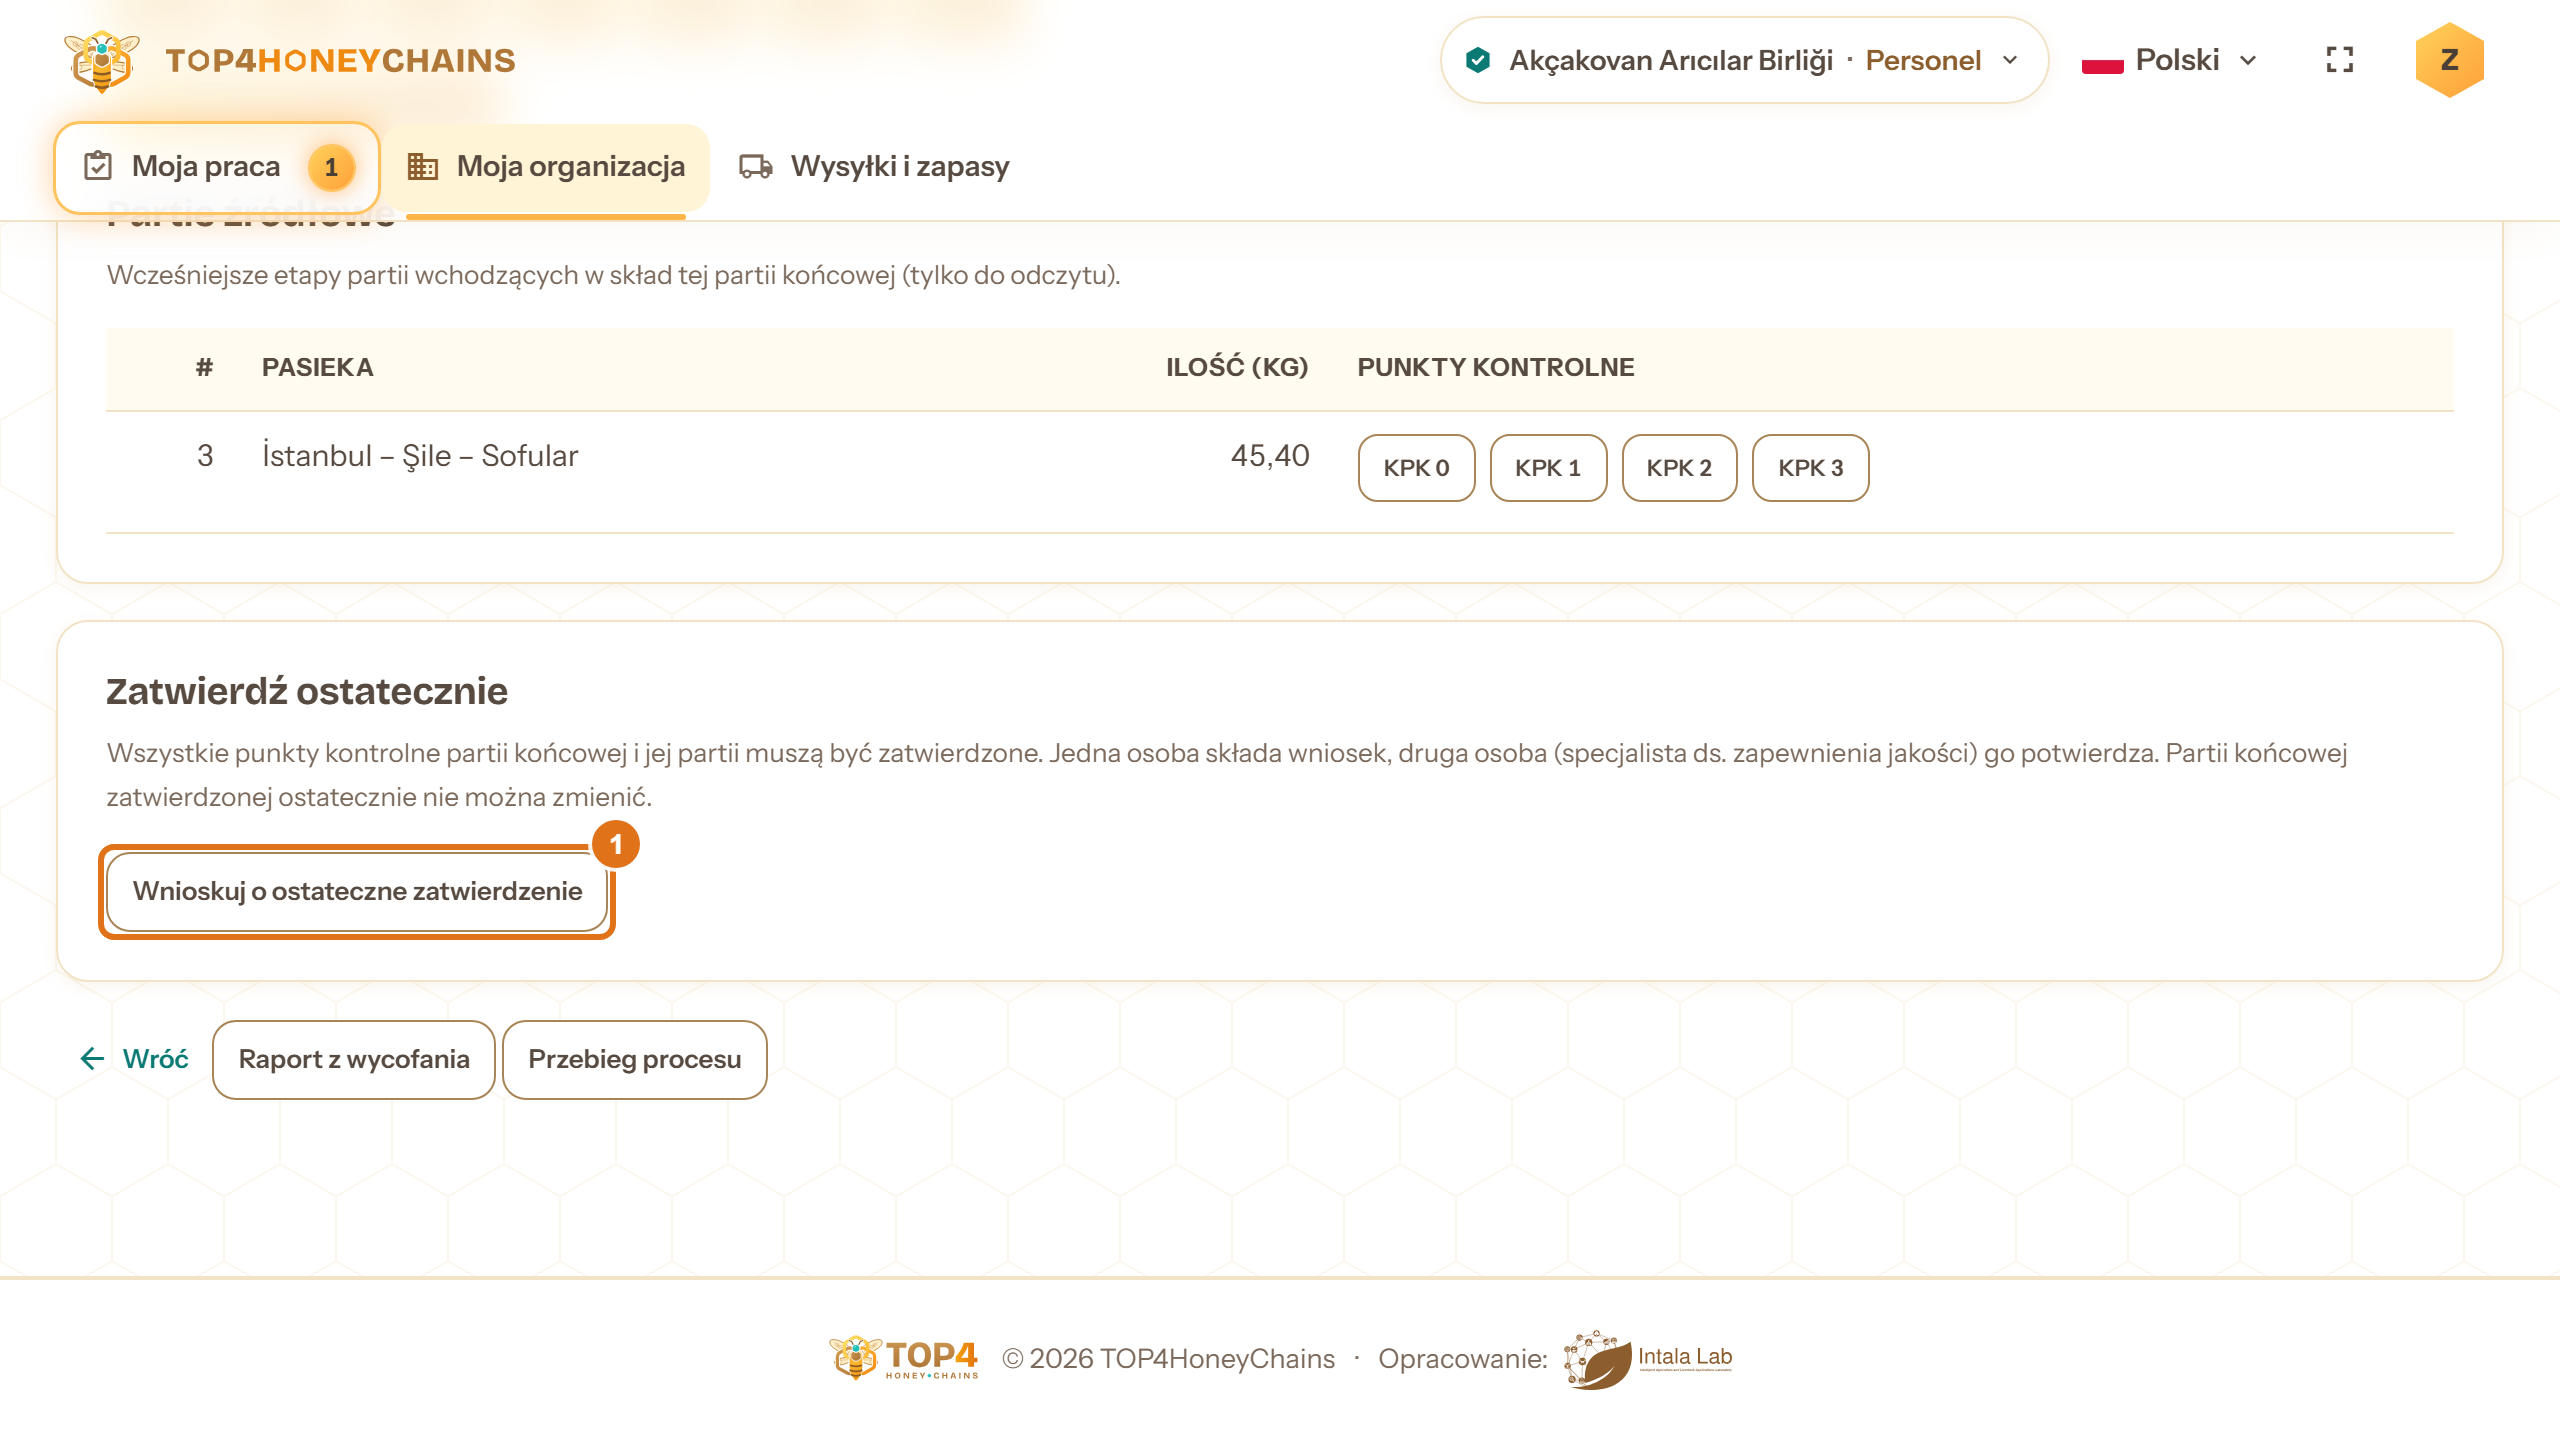 TOP4HONEYCHAINS
Akçakovan Arıcılar Birliği · Personel
Polski
Z
Moja praca 1
Moja organizacja
Wysyłki i zapasy
Partie źródłowe
Wcześniejsze etapy partii wchodzących w skład tej partii końcowej (tylko do odczytu).
# PASIEKA ILOŚĆ (KG) PUNKTY KONTROLNE
3 İstanbul – Şile – Sofular 45,40 KPK 0 KPK 1 KPK 2 KPK 3
Zatwierdź ostatecznie
Wszystkie punkty kontrolne partii końcowej i jej partii muszą być zatwierdzone. Jedna osoba składa wniosek, druga osoba (specjalista ds. zapewnienia jakości) go potwierdza. Partii końcowej
zatwierdzonej ostatecznie nie można zmienić.
1
Wnioskuj o ostateczne zatwierdzenie
Wróć Raport z wycofania Przebieg procesu
TOP4
HONEY CHAINS
© 2026 TOP4HoneyChains · Opracowanie:
Intala Lab